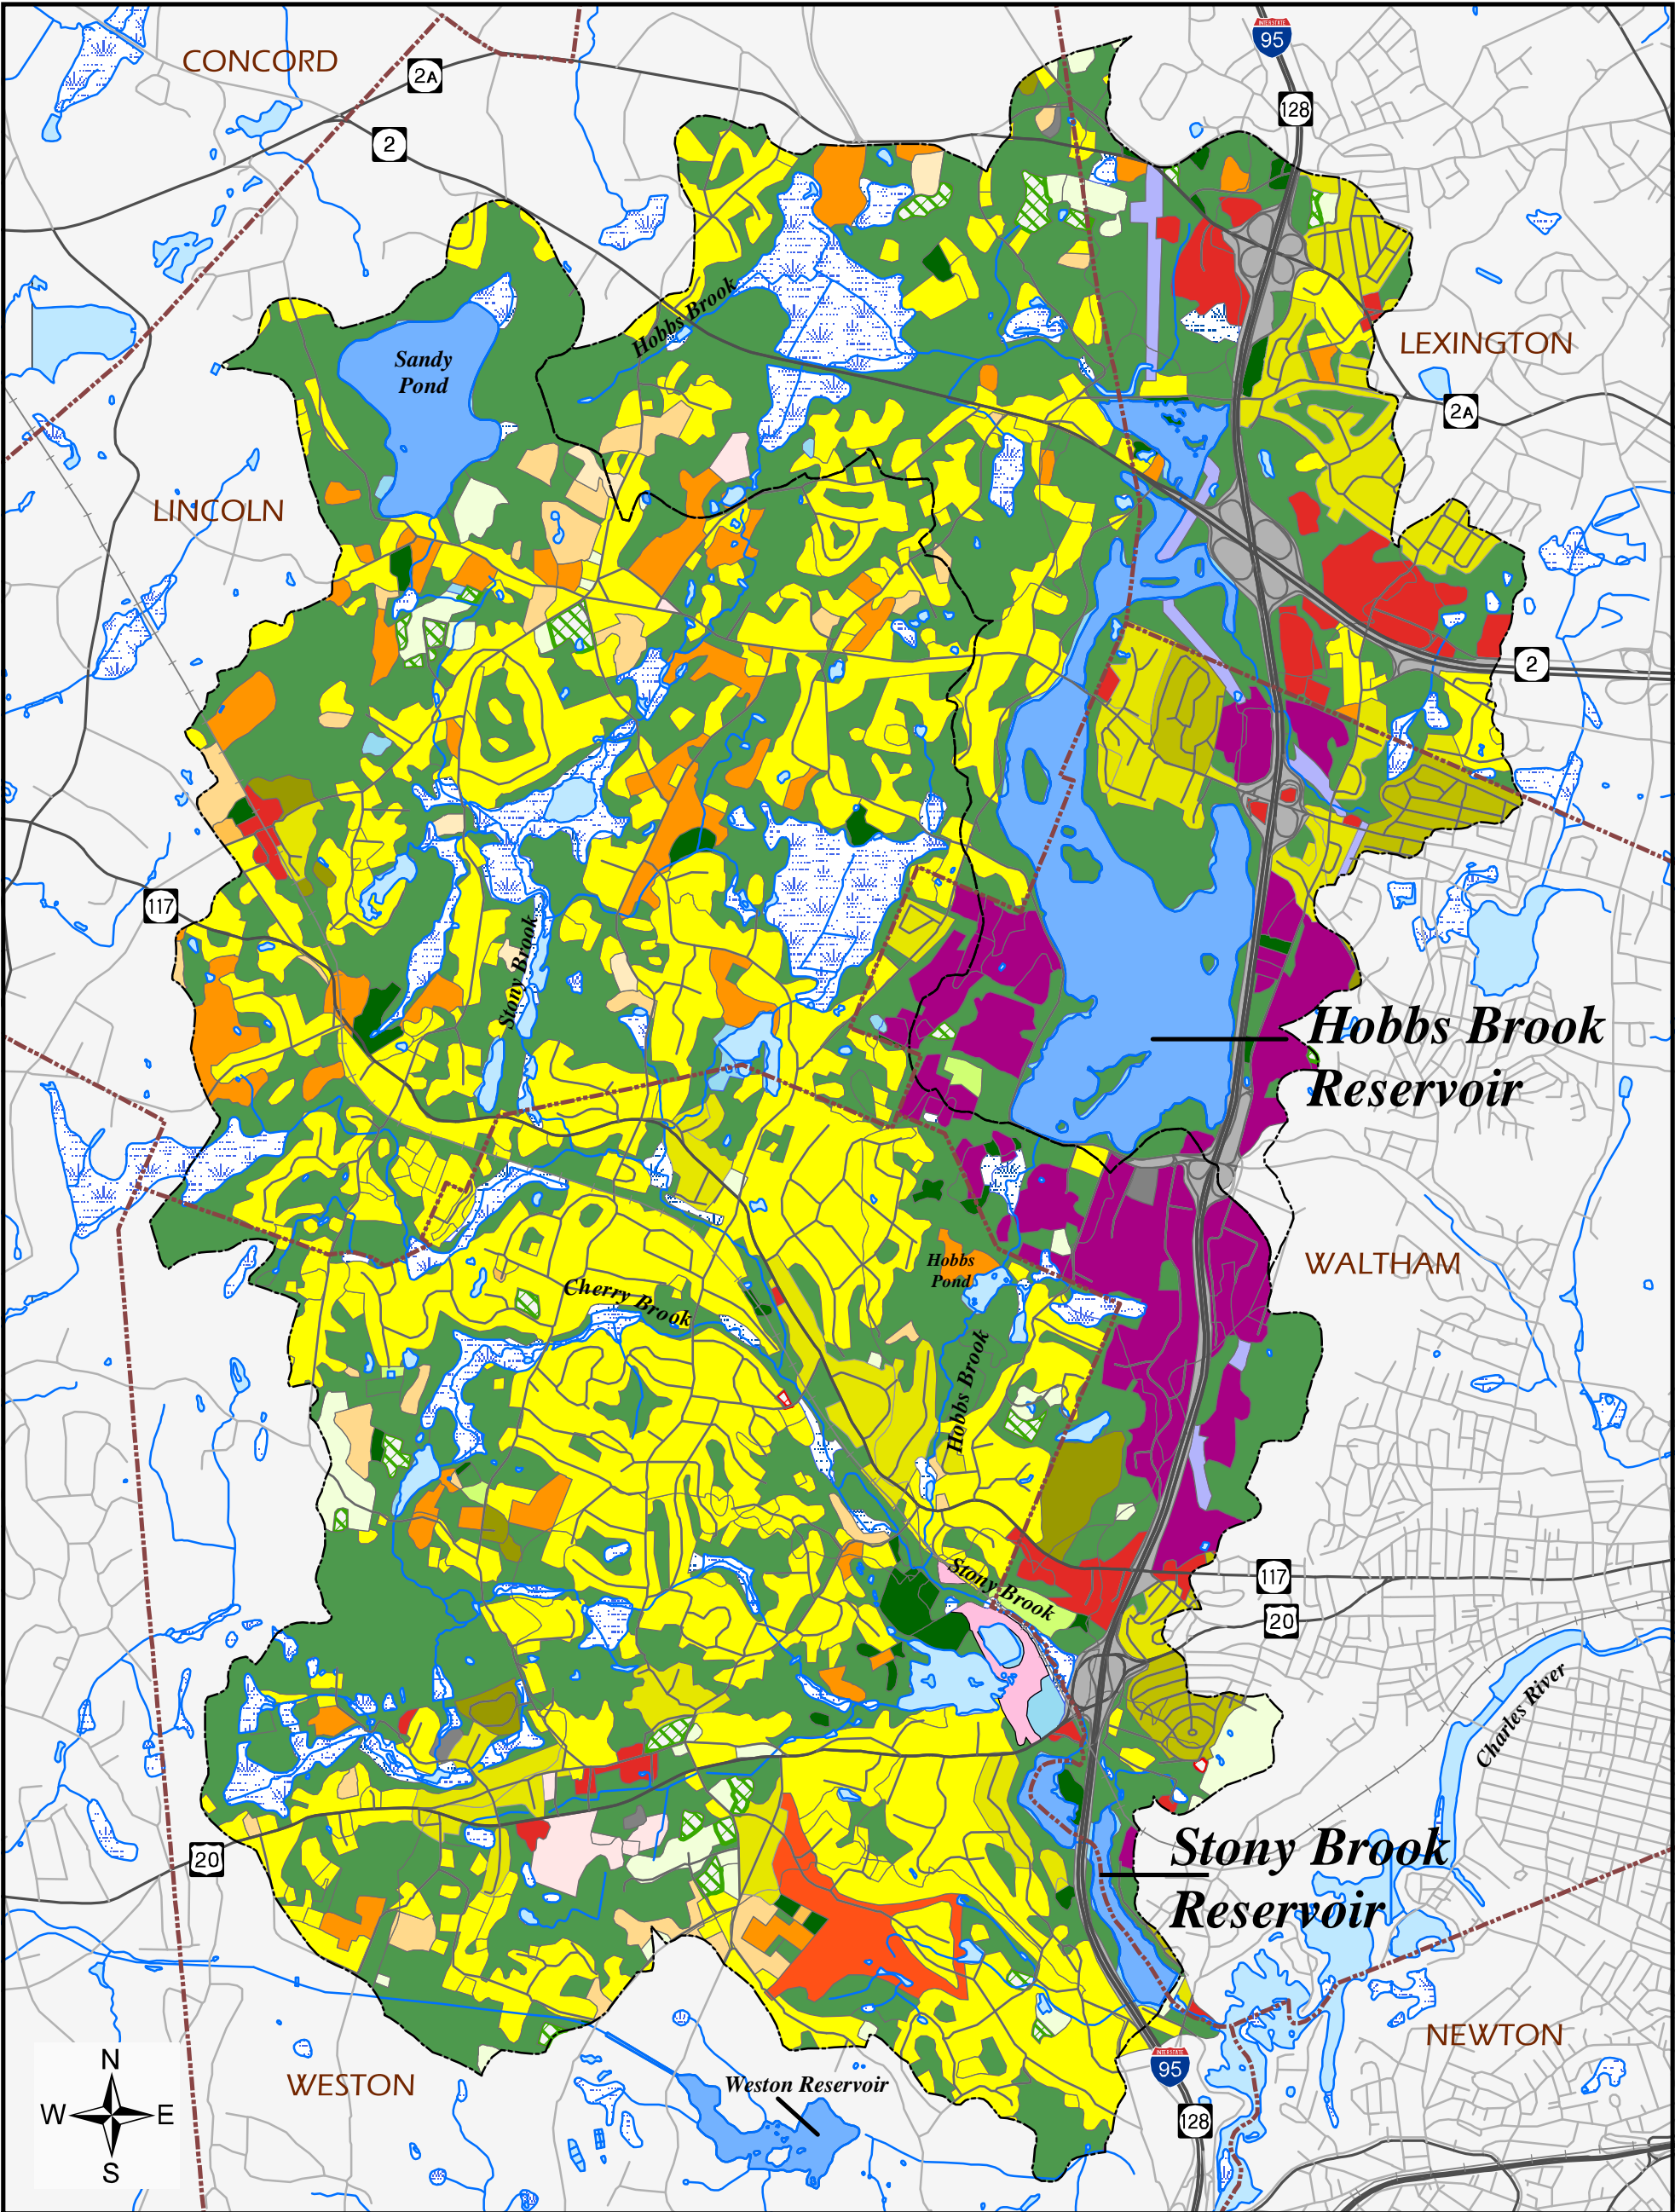 INTERSTATE
95
CONCORD
2A
128
2
Hobbs Brook
LEXINGTON
Sandy
Pond
2A
LINCOLN
2
117
Stony Brook
Hobbs Brook
Reservoir
Hobbs
Pond
WALTHAM
Cherry Brook
Hobbs Brook
Stony Brook
117
20
Charles River
Stony Brook
Reservoir
20
NEWTON
INTERSTATE
95
N
W
E
S
WESTON
Weston Reservoir
128